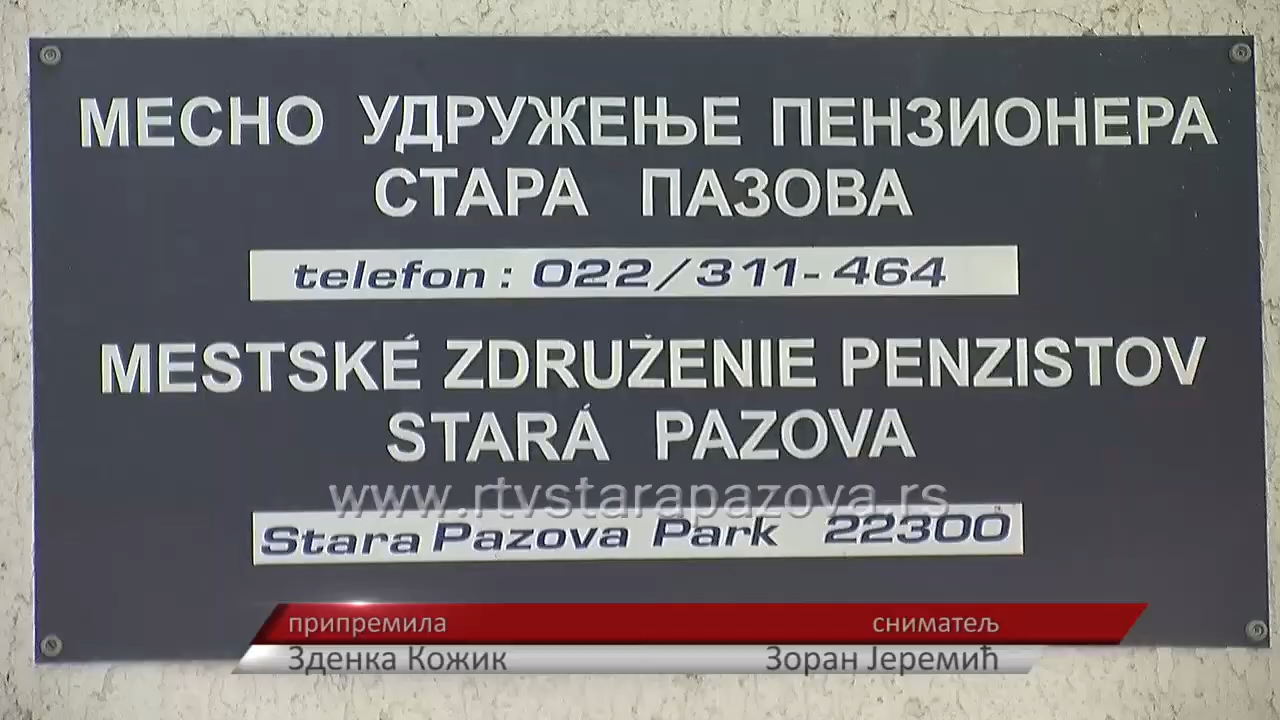 МЕСНО УДРУЖЕЊЕ ПЕНЗИОНЕРА
СТАРА ПАЗОВА
telefon: 022/311-464
MESTSKÉ ZDRUŽENIE PENZISTOV
STARÁ PAZOVA
www.rtvstarapazova.rs
Stara Pazova Park 22300
припремила сниматељ
Зденка Кожик Зоран Јеремић